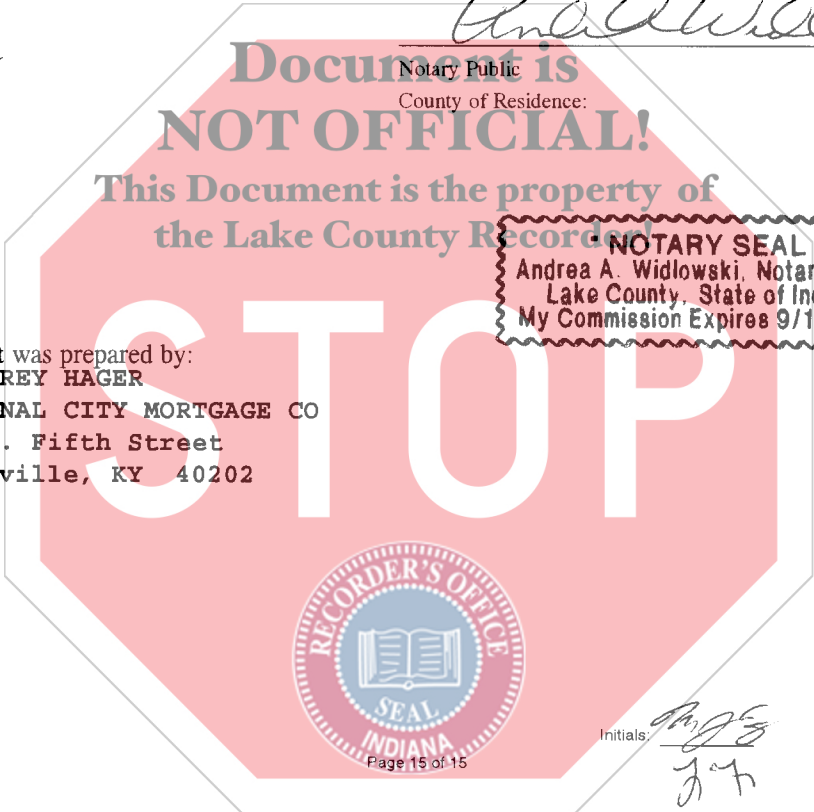 Document is
Notary Public
NOT OFFICIAL!
County of Residence:
This Document is the property of
the Lake County Recorder!
NOTARY SEAL
Andrea A. Widlowski, Notar
Lake County, State of In
My Commission Expires 9/1
STOP
t was prepared by:
REY HAGER
NAL CITY MORTGAGE CO
. Fifth Street
ville, KY 40202
RECORDER'S OFFICE
SEAL
INDIANA
Page 15 of 15
Initials: